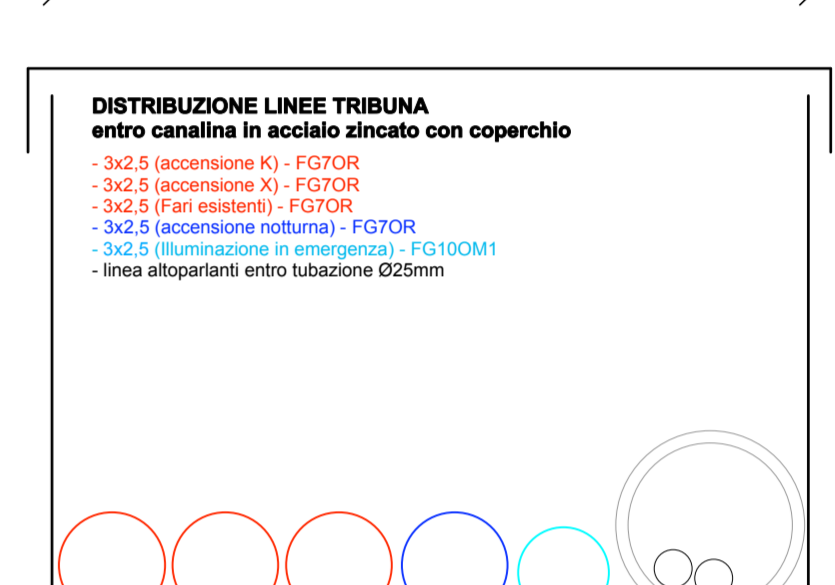 DISTRIBUZIONE LINEE TRIBUNA
entro canalina in acciaio zincato con coperchio
- 3x2,5 (accensione K) - FG7OR
- 3x2,5 (accensione X) - FG7OR
- 3x2,5 (Fari esistenti) - FG7OR
- 3x2,5 (accensione notturna) - FG7OR
- 3x2,5 (Illuminazione in emergenza) - FG10OM1
- linea altoparlanti entro tubazione Ø25mm